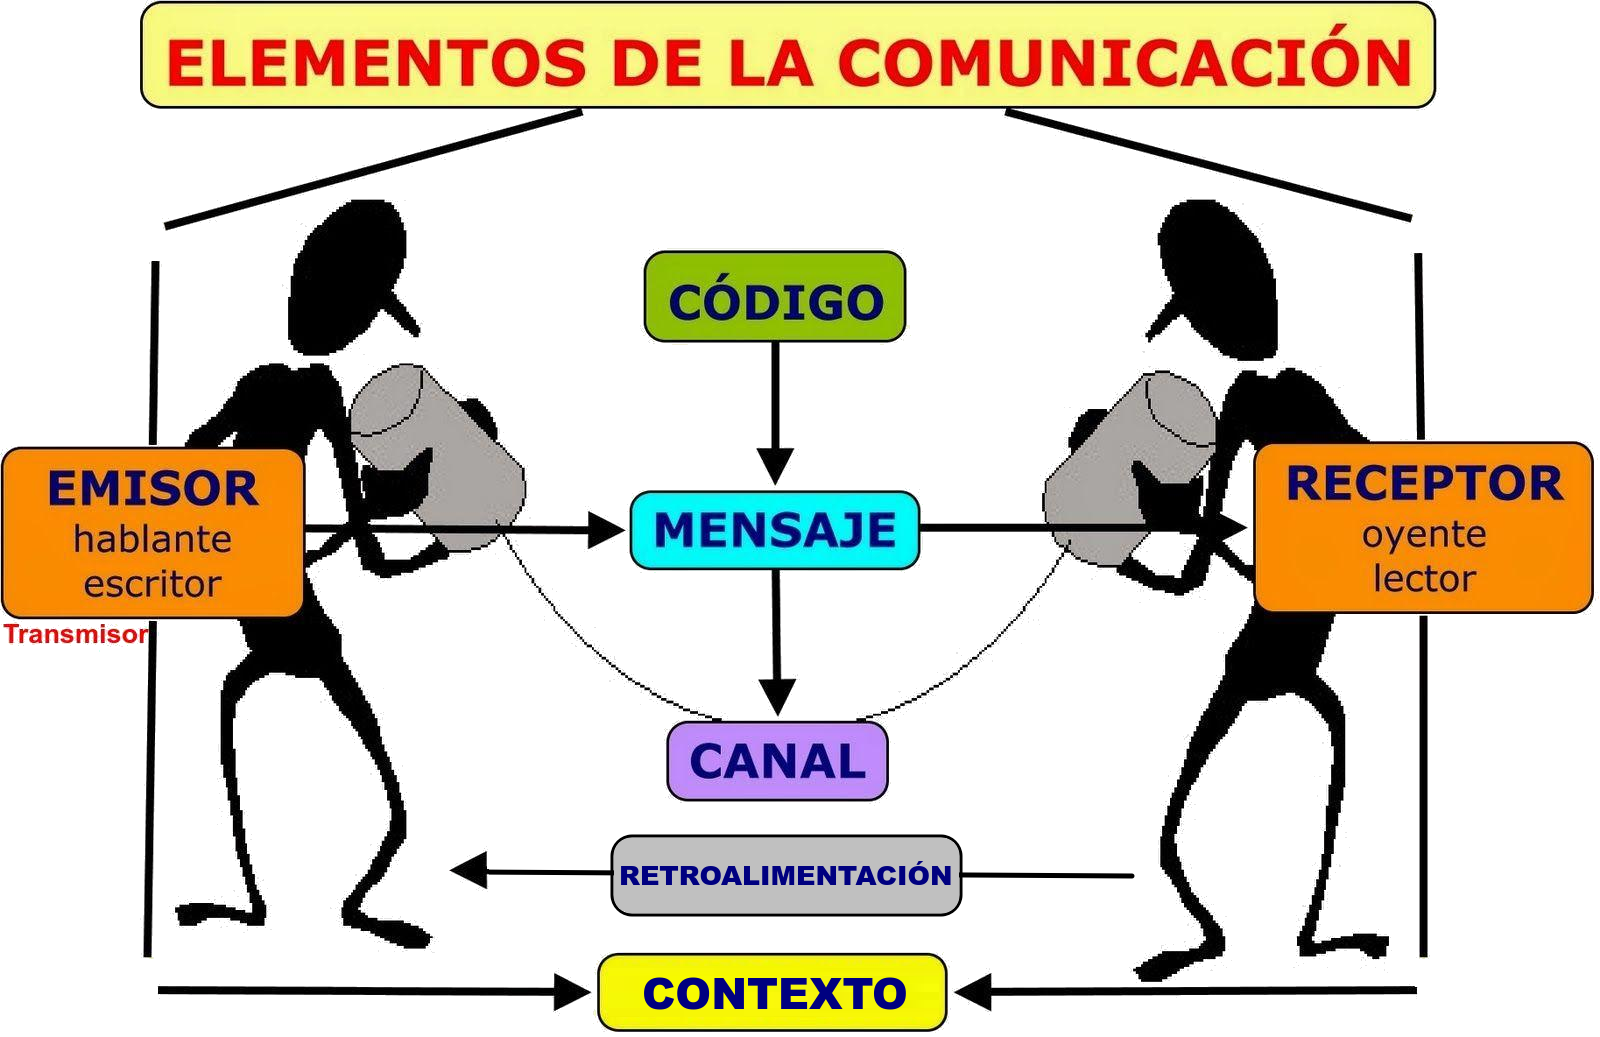 ELEMENTOS DE LA COMUNICACIÓN
CÓDIGO
EMISOR
hablante
escritor
Transmisor
MENSAJE
RECEPTOR
oyente
lector
CANAL
RETROALIMENTACIÓN
CONTEXTO